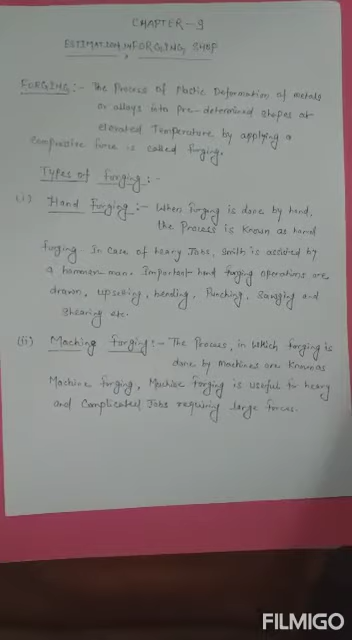 CHAPTER-9
ESTIMATION IN FORGING SHOP
FORGING:- The Process of Plastic Deformation of metals
or alloys into Pre-determined shapes at
elevated Temperature by applying a
compressive force is called forging.
Types of forging:-
(i) Hand Forging:- When forging is done by hand,
the Process is known as hand
forging. In case of heavy Jobs, Smith is assisted by
a hammer man. Important hand forging operations are
drawn, upsetting, bending, Punching, Swaging and
Shearing etc.
(ii) Maching forging:- The Process, in which forging is
done by machines are known as
Machine forging, Machine forging is useful for heavy
and Complicated Jobs requiring large forces.
FILMIGO